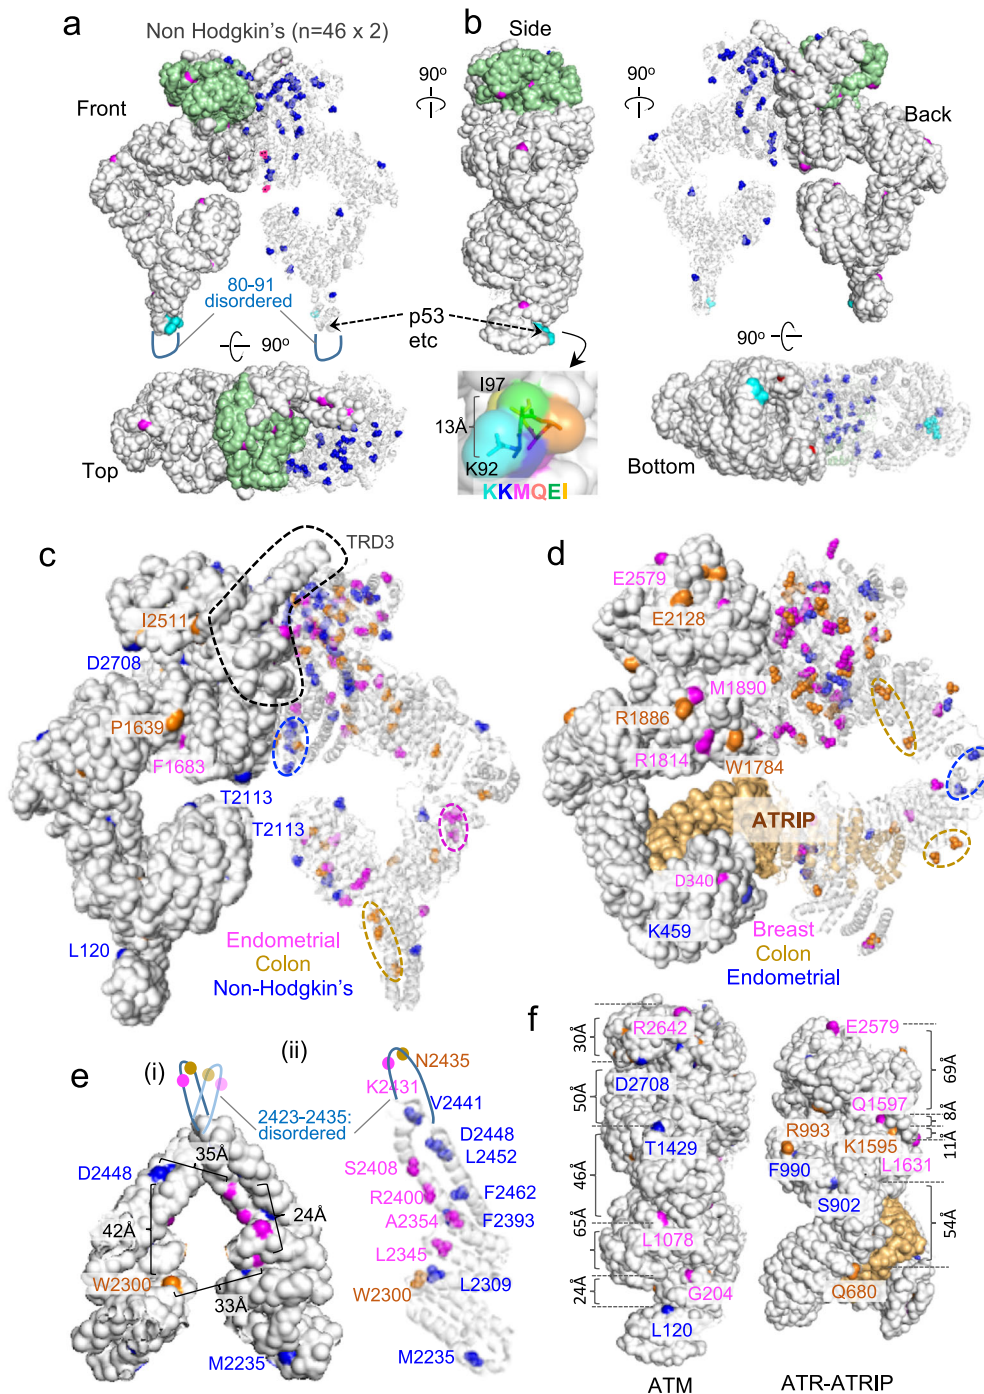 a
Non Hodgkin's (n=46 x 2)
b
Side
90º
90º
Front
Back
80-91
disordered
p53
etc
90º
90º
I97
13Å
K92
KKMQEI
Top
Bottom
c
TRD3
d
I2511
D2708
P1639
F1683
T2113
T2113
L120
Endometrial
Colon
Non-Hodgkin's
E2579
E2128
M1890
R1886
R1814
W1784
ATRIP
D340
K459
Breast
Colon
Endometrial
e
(i)
(ii)
N2435
K2431
2423-2435:
disordered
V2441
D2448
L2452
S2408
R2400
F2462
A2354
F2393
L2345
L2309
W2300
M2235
D2448
35Å
42Å
24Å
W2300
33Å
M2235
f
30Å
R2642
D2708
50Å
T1429
46Å
65Å
L1078
24Å
G204
L120
ATM
E2579
69Å
Q1597
8Å
R993
K1595
11Å
F990
L1631
S902
54Å
Q680
ATR-ATRIP